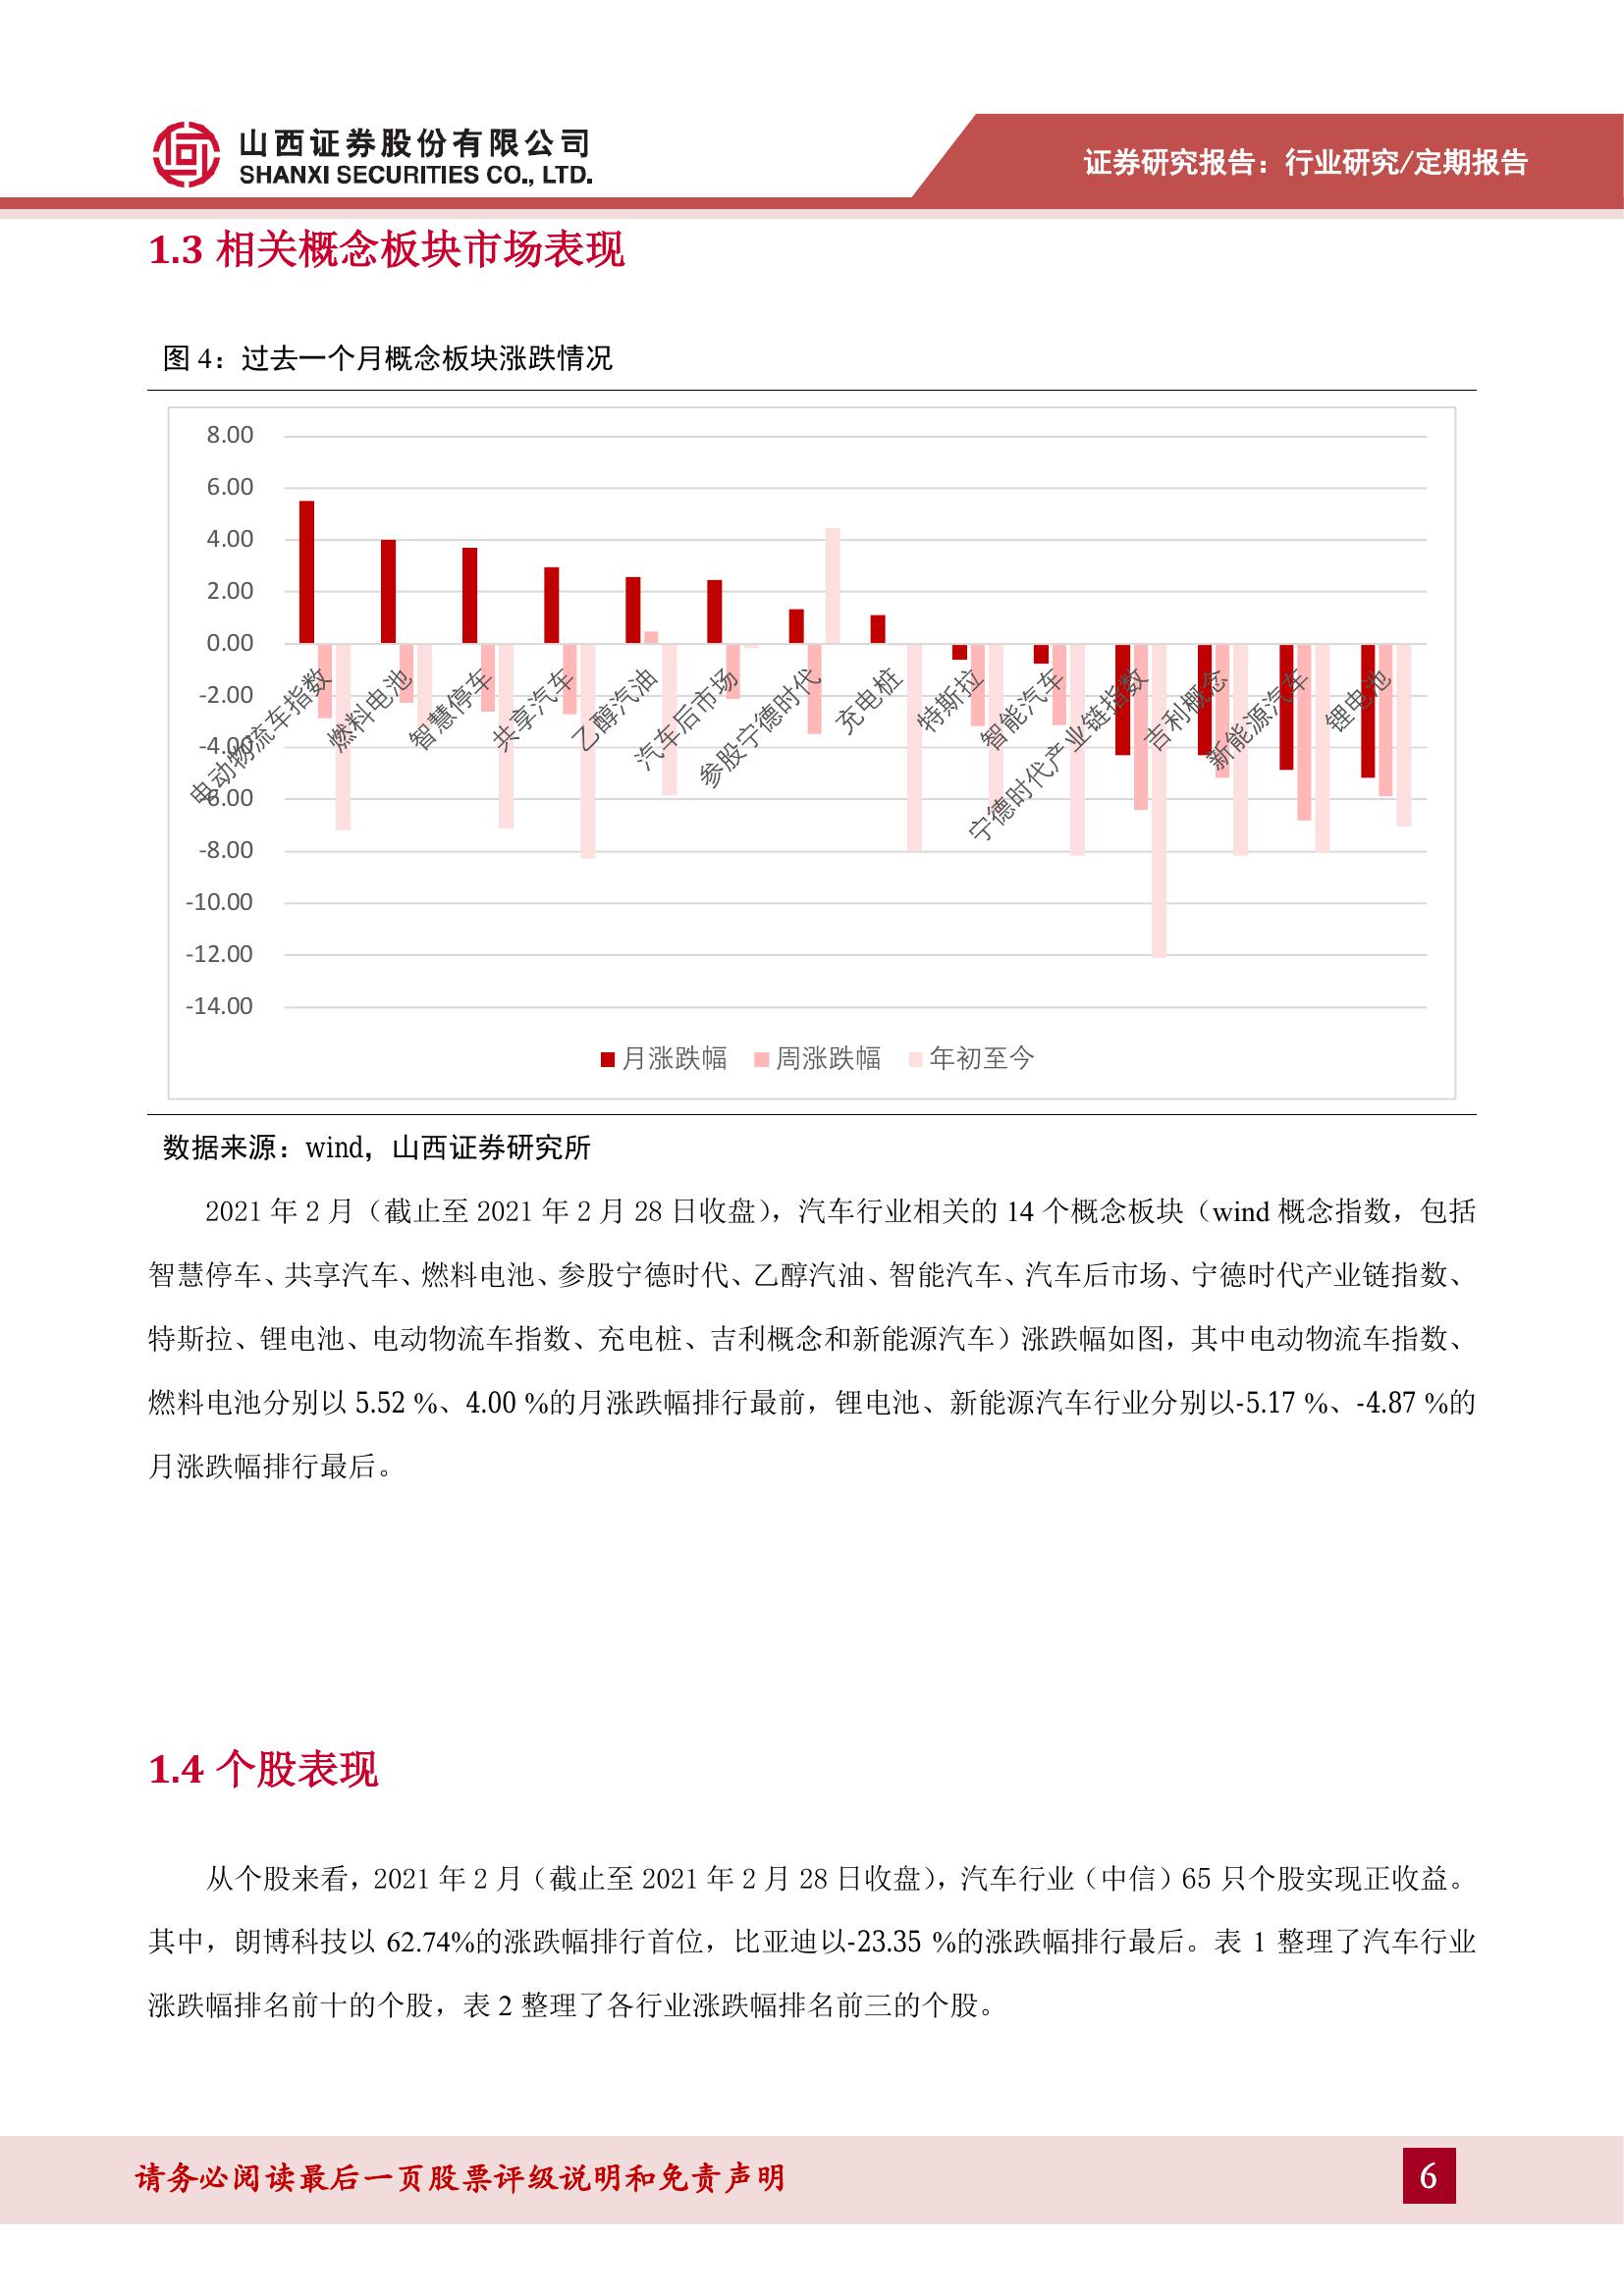 山西证券股份有限公司
SHANXI SECURITIES CO., LTD.
证券研究报告：行业研究/定期报告
1.3 相关概念板块市场表现
图 4：过去一个月概念板块涨跌情况
8.00
6.00
4.00
2.00
0.00
-2.00
-4.00
-6.00
-8.00
-10.00
-12.00
-14.00
电动物流车指数
燃料电池
智慧停车
共享汽车
乙醇汽油
汽车后市场
参股宁德时代
充电桩
特斯拉
智能汽车
宁德时代产业链指数
吉利概念
新能源汽车
锂电池
月涨跌幅 周涨跌幅 年初至今
数据来源：wind，山西证券研究所
2021 年 2 月（截止至 2021 年 2 月 28 日收盘），汽车行业相关的 14 个概念板块（wind 概念指数，包括
智慧停车、共享汽车、燃料电池、参股宁德时代、乙醇汽油、智能汽车、汽车后市场、宁德时代产业链指数、
特斯拉、锂电池、电动物流车指数、充电桩、吉利概念和新能源汽车）涨跌幅如图，其中电动物流车指数、
燃料电池分别以 5.52 %、4.00 %的月涨跌幅排行最前，锂电池、新能源汽车行业分别以-5.17 %、-4.87 %的
月涨跌幅排行最后。
1.4 个股表现
从个股来看，2021 年 2 月（截止至 2021 年 2 月 28 日收盘），汽车行业（中信）65 只个股实现正收益。
其中，朗博科技以 62.74%的涨跌幅排行首位，比亚迪以-23.35 %的涨跌幅排行最后。表 1 整理了汽车行业
涨跌幅排名前十的个股，表 2 整理了各行业涨跌幅排名前三的个股。
请务必阅读最后一页股票评级说明和免责声明
6